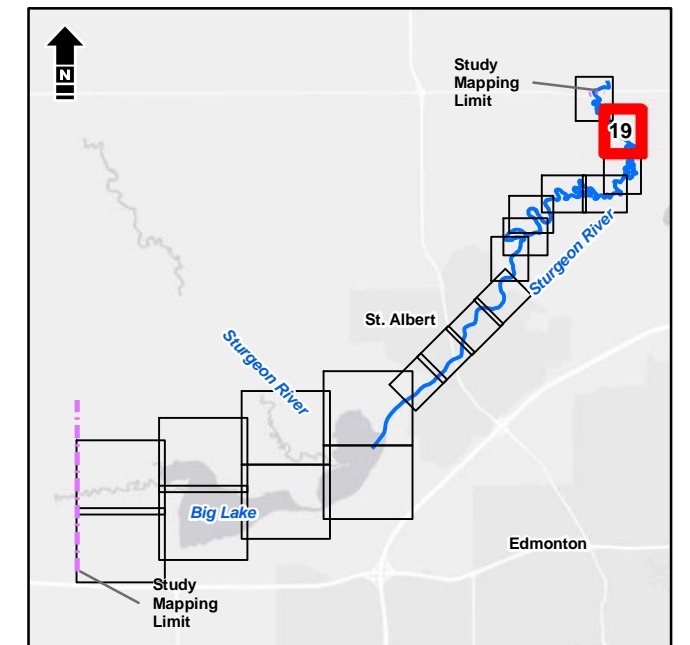 N
Study
Mapping
Limit
19
Sturgeon River
St. Albert
Sturgeon River
Big Lake
Edmonton
Study
Mapping
Limit